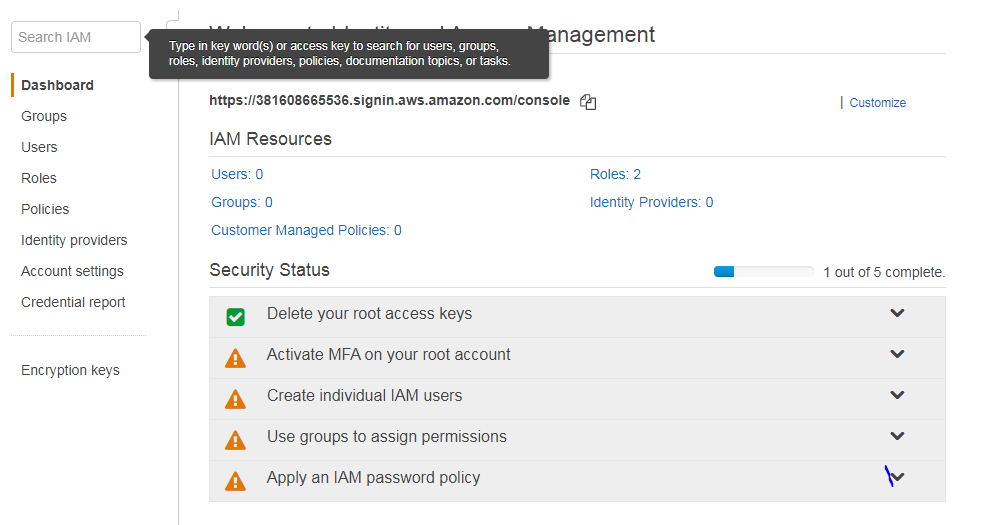 Search IAM
Type in key word(s) or access key to search for users, groups,
roles, identity providers, policies, documentation topics, or tasks.
Management
Dashboard
Groups
Users
Roles
Policies
Identity providers
Account settings
Credential report
Encryption keys
https://381608665536.signin.aws.amazon.com/console
| Customize
IAM Resources
Users: 0
Roles: 2
Groups: 0
Identity Providers: 0
Customer Managed Policies: 0
Security Status
1 out of 5 complete.
Delete your root access keys
Activate MFA on your root account
Create individual IAM users
Use groups to assign permissions
Apply an IAM password policy